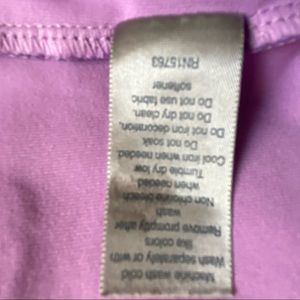 Machine wash cold
Wash separately or with
like colors
Remove promptly after
wash
Non chlorine bleach
when needed
Tumble dry low
Cool iron when needed
Do not soak
Do not iron decoration,
Do not dry clean.
Do not use fabric
softener
RN15763